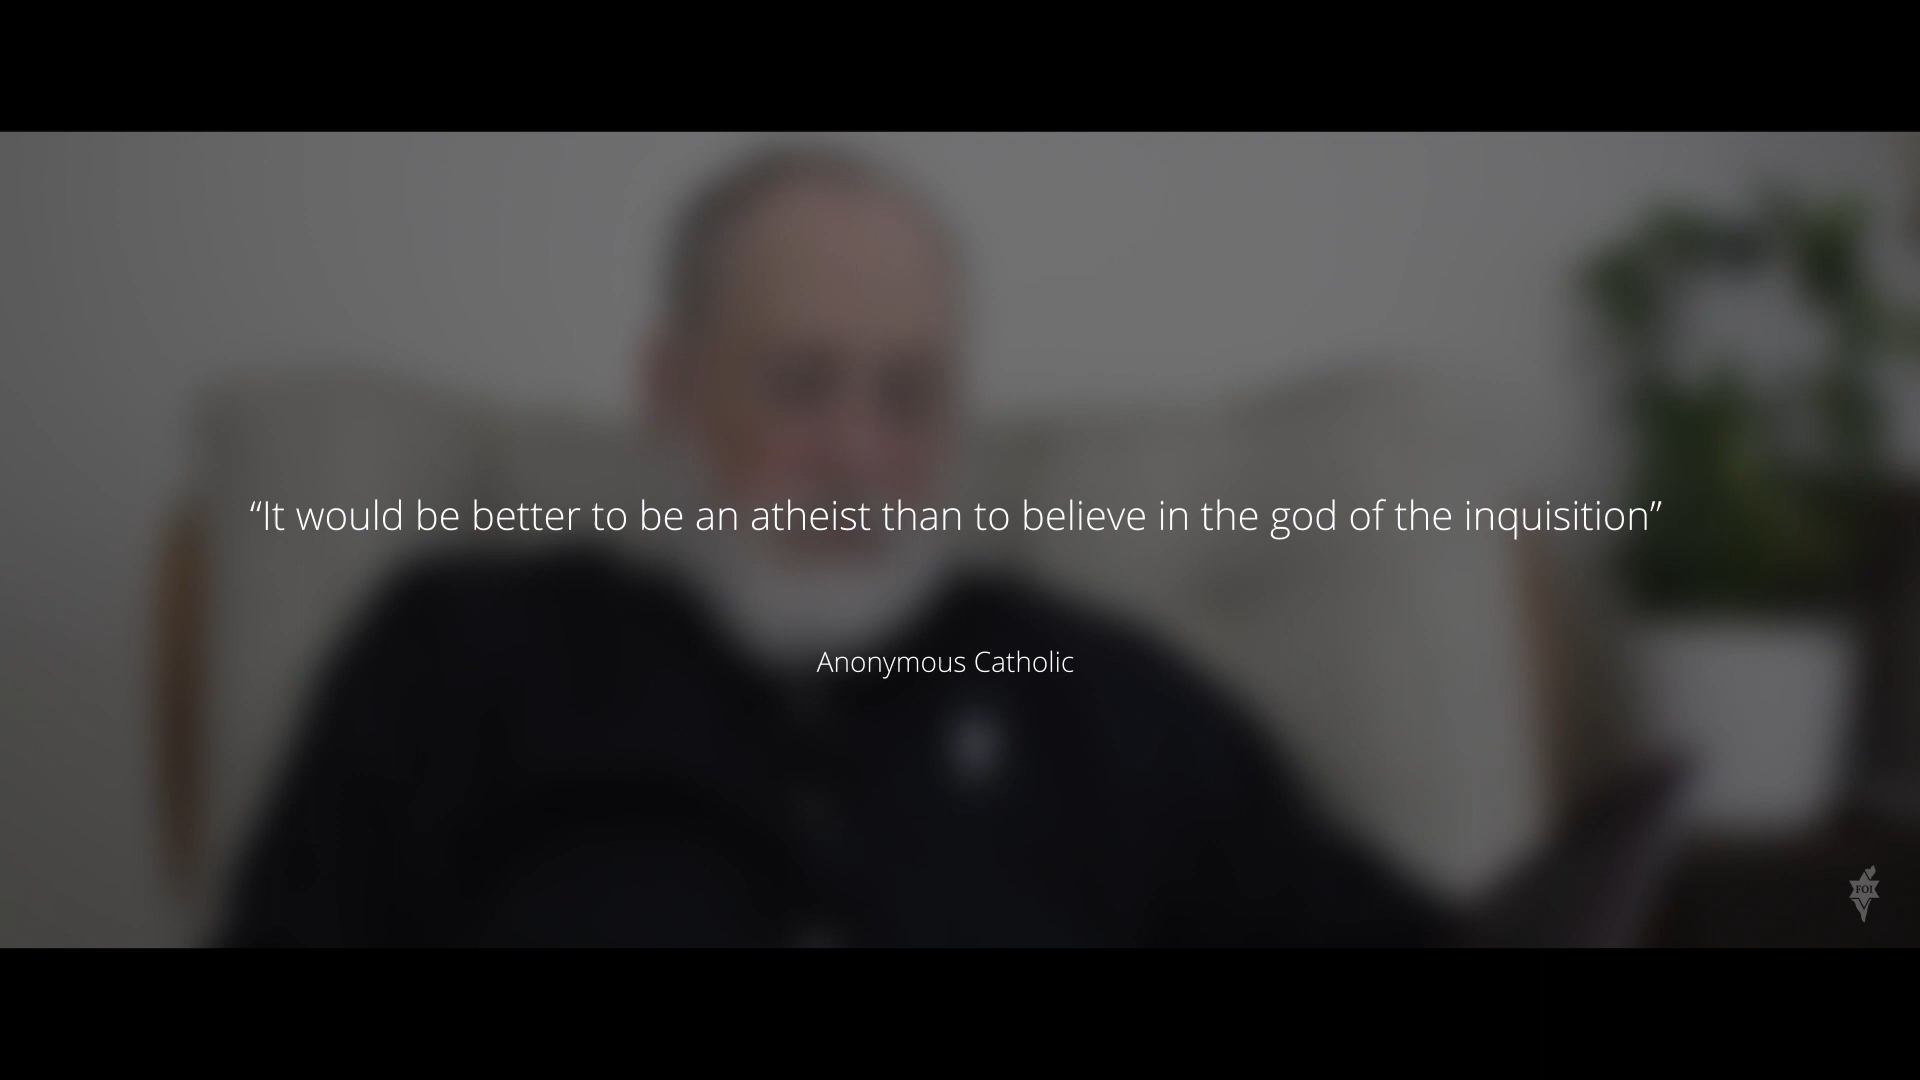 “It would be better to be an atheist than to believe in the god of the inquisition”
Anonymous Catholic
FOI